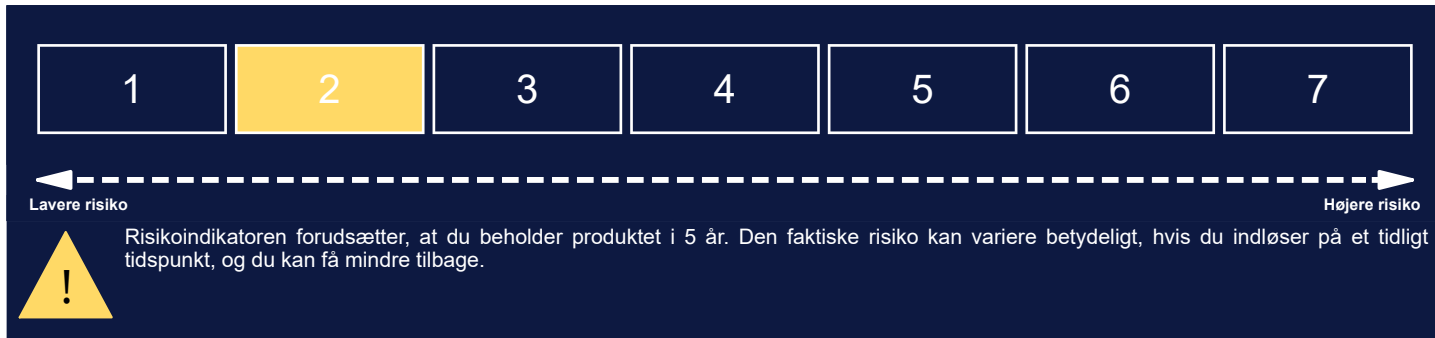 1 2 3 4 5 6 7
Lavere risiko Højere risiko
Risikoindikatoren forudsætter, at du beholder produktet i 5 år. Den faktiske risiko kan variere betydeligt, hvis du indløser på et tidligt
tidspunkt, og du kan få mindre tilbage.
!